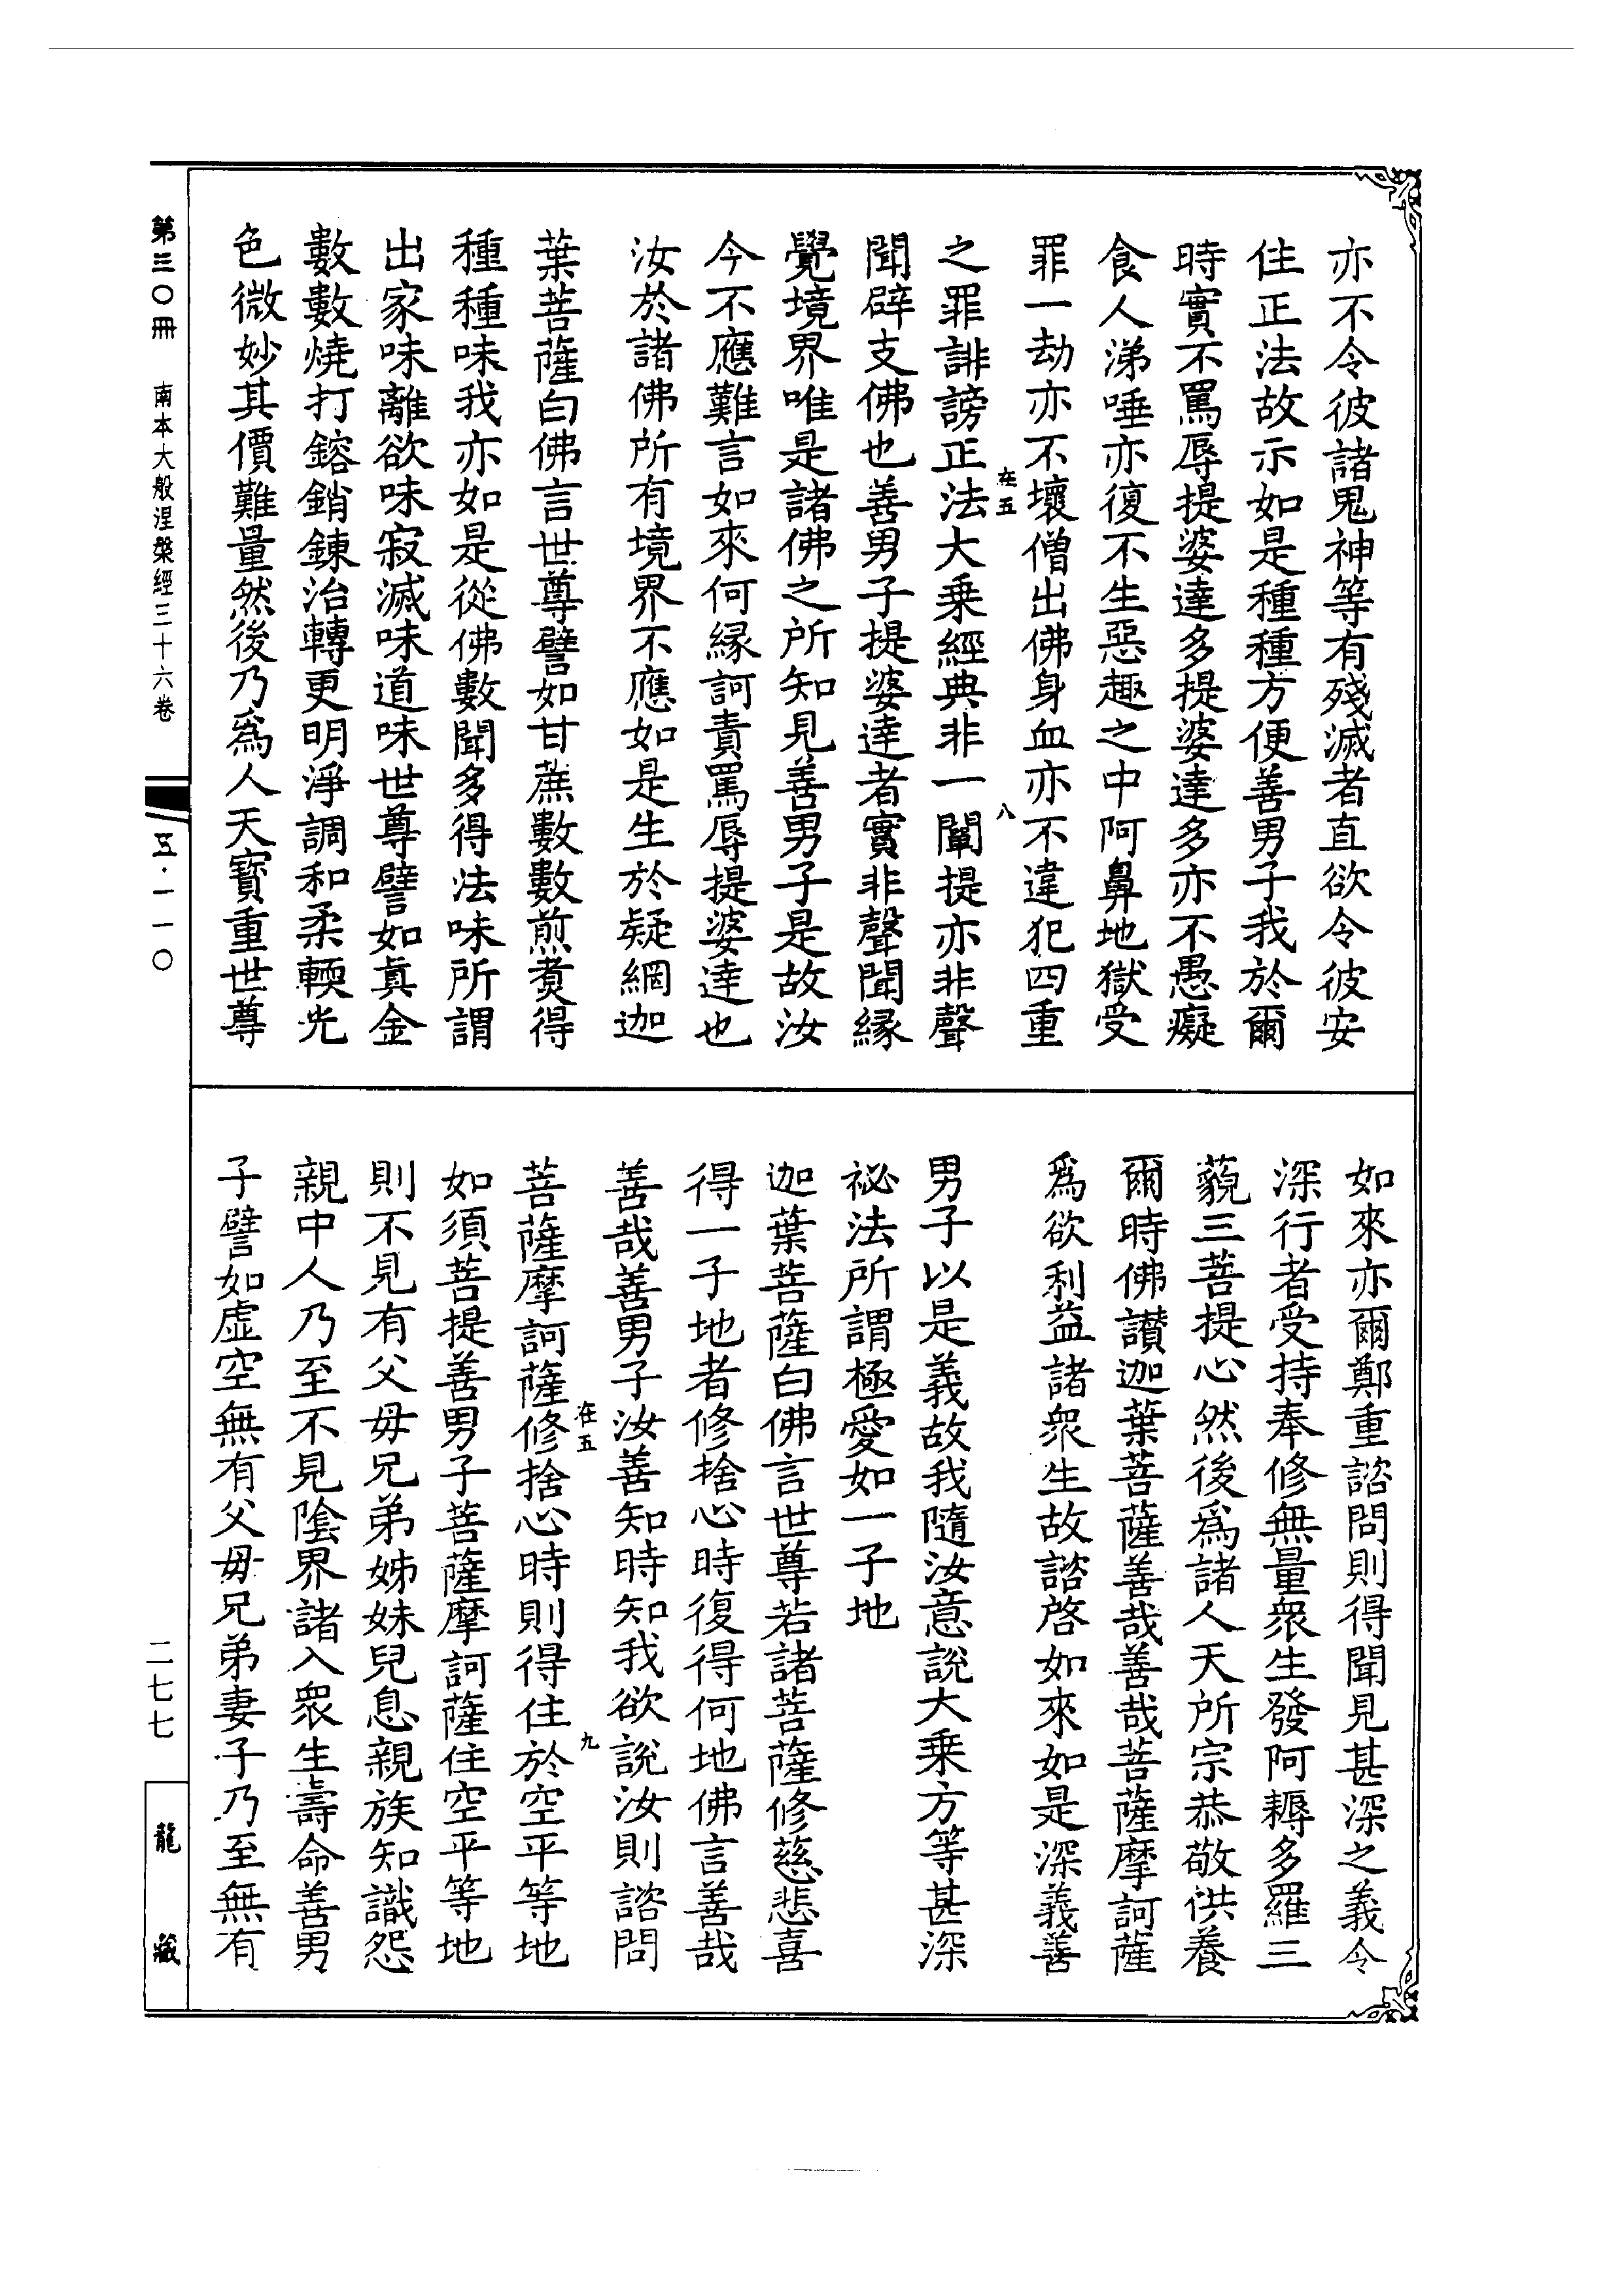 亦不令彼諸鬼神等有殘滅者直欲令彼安
住正法故示如是種種方便善男子我於爾
時實不罵辱提婆達多提婆達多亦不愚癡
食人涕唾亦復不生惡趣之中阿鼻地獄受
罪一劫亦不壞僧出佛身血亦不違犯四重
在五
八
之罪誹謗正法大乘經典非一闡提亦非聲
聞辟支佛也善男子提婆達者實非聲聞緣
覺境界唯是諸佛之所知見善男子是故汝
今不應難言如來何緣訶責罵辱提婆達也
汝於諸佛所有境界不應如是生於疑網迦
葉菩薩白佛言世尊譬如甘蔗數數煎煑得
種種味我亦如是從佛數聞多得法味所謂
出家味離欲味寂滅味道味世尊譬如真金
數數燒打鎔銷鍊治轉更明淨調和柔輭光
色微妙其價難量然後乃爲人天寶重世尊
如來亦爾鄭重諮問則得聞見甚深之義令
深行者受持奉修無量眾生發阿耨多羅三
藐三菩提心然後爲諸人天所宗恭敬供養
爾時佛讃迦葉菩薩善哉善哉菩薩摩訶薩
爲欲利益諸眾生故諮啓如來如是深義善
男子以是義故我隨汝意說大乘方等甚深
祕法所謂極愛如一子地
迦葉菩薩白佛言世尊若諸菩薩修慈悲喜
得一子地者修捨心時復得何地佛言善哉
善哉善男子汝善知時知我欲說汝則諮問
在五
九
菩薩摩訶薩修捨心時則得住於空平等地
如須菩提善男子菩薩摩訶薩住空平等地
則不見有父母兄弟姊妹兒息親族知識怨
親中人乃至不見陰界諸入眾生壽命善男
子譬如虛空無有父母兄弟妻子乃至無有
第三〇冊 南本大般涅槃經三十六卷
五·一一〇
二七七
龍藏